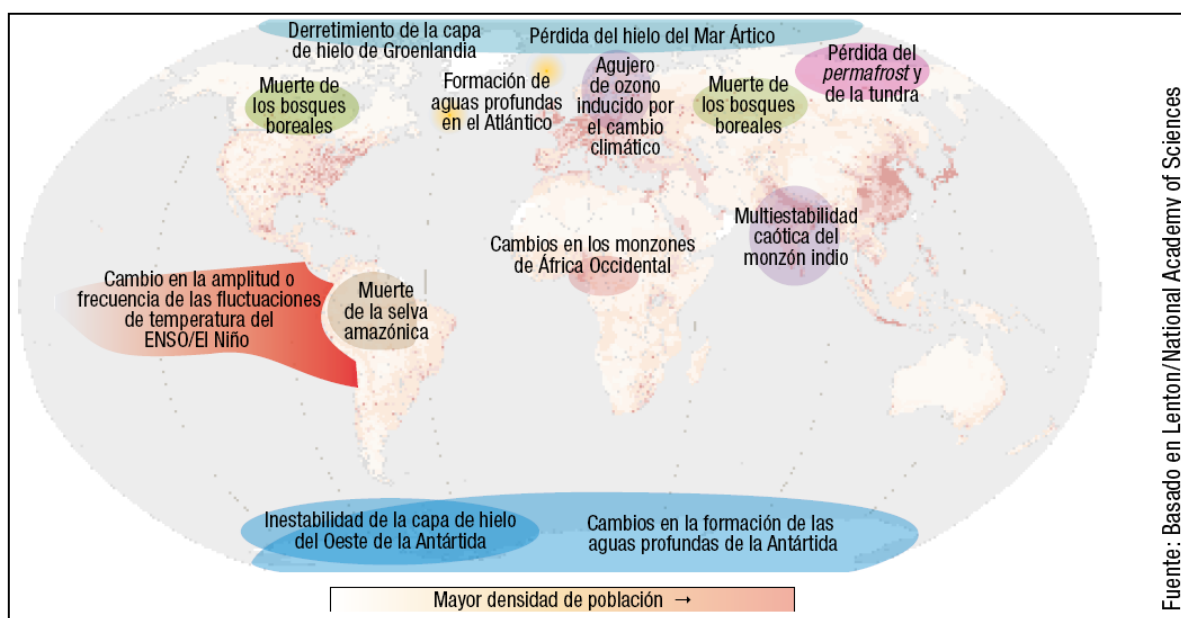 Derretimiento de la capa
de hielo de Groenlandia
Pérdida del hielo del Mar Ártico
Muerte de
los bosques
boreales
Formación de
aguas profundas
en el Atlántico
Agujero
de ozono
inducido por
el cambio
climático
Muerte de
los bosques
boreales
Pérdida del
permafrost y
de la tundra
Multiestabilidad
caótica del
monzón indio
Cambios en los monzones
de África Occidental
Cambio en la amplitud o
frecuencia de las fluctuaciones
de temperatura del
ENSO/El Niño
Muerte
de la selva
amazónica
Inestabilidad de la capa de hielo
del Oeste de la Antártida
Cambios en la formación de las
aguas profundas de la Antártida
Mayor densidad de población →
Fuente: Basado en Lenton/National Academy of Sciences